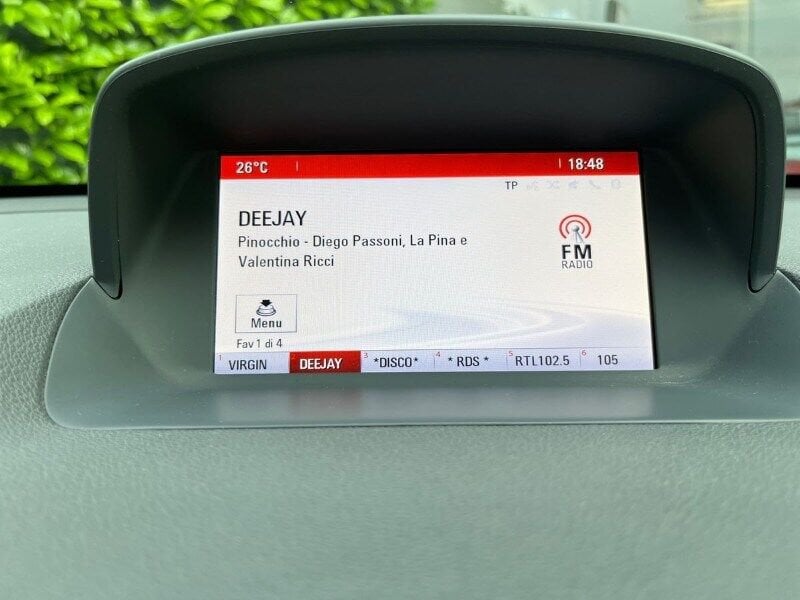 26°C 18:48
TP
DEEJAY
Pinocchio - Diego Passoni, La Pina e
Valentina Ricci
FM
RADIO
Menu
Fav 1 di 4
1 VIRGIN 2 DEEJAY 3 *DISCO* 4 * RDS * 5 RTL102.5 6 105